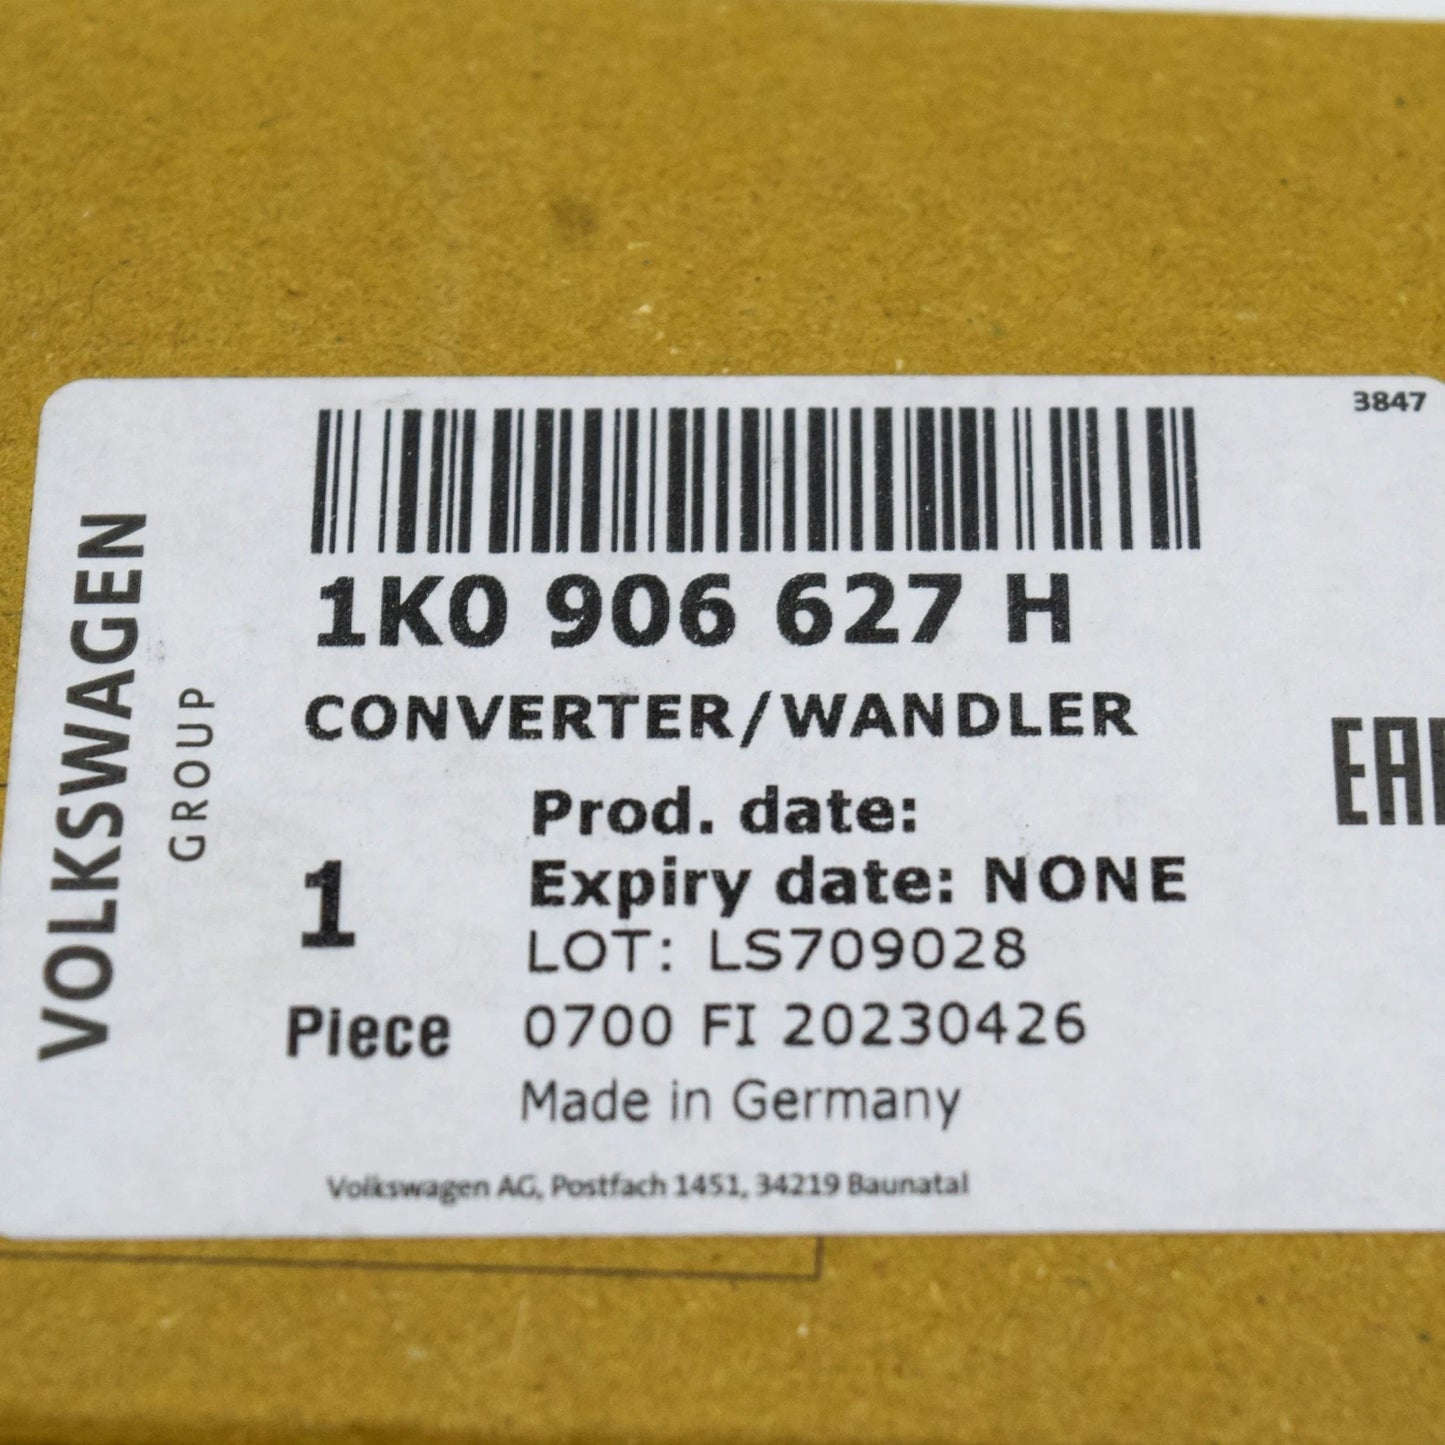 3847
VOLKSWAGEN
GROUP
1K0 906 627 H
CONVERTER/WANDLER
EAC
Prod. date:
Expiry date: NONE
1
LOT: LS709028
Piece
0700 FI 20230426
Made in Germany
Volkswagen AG, Postfach 1451, 34219 Baunatal